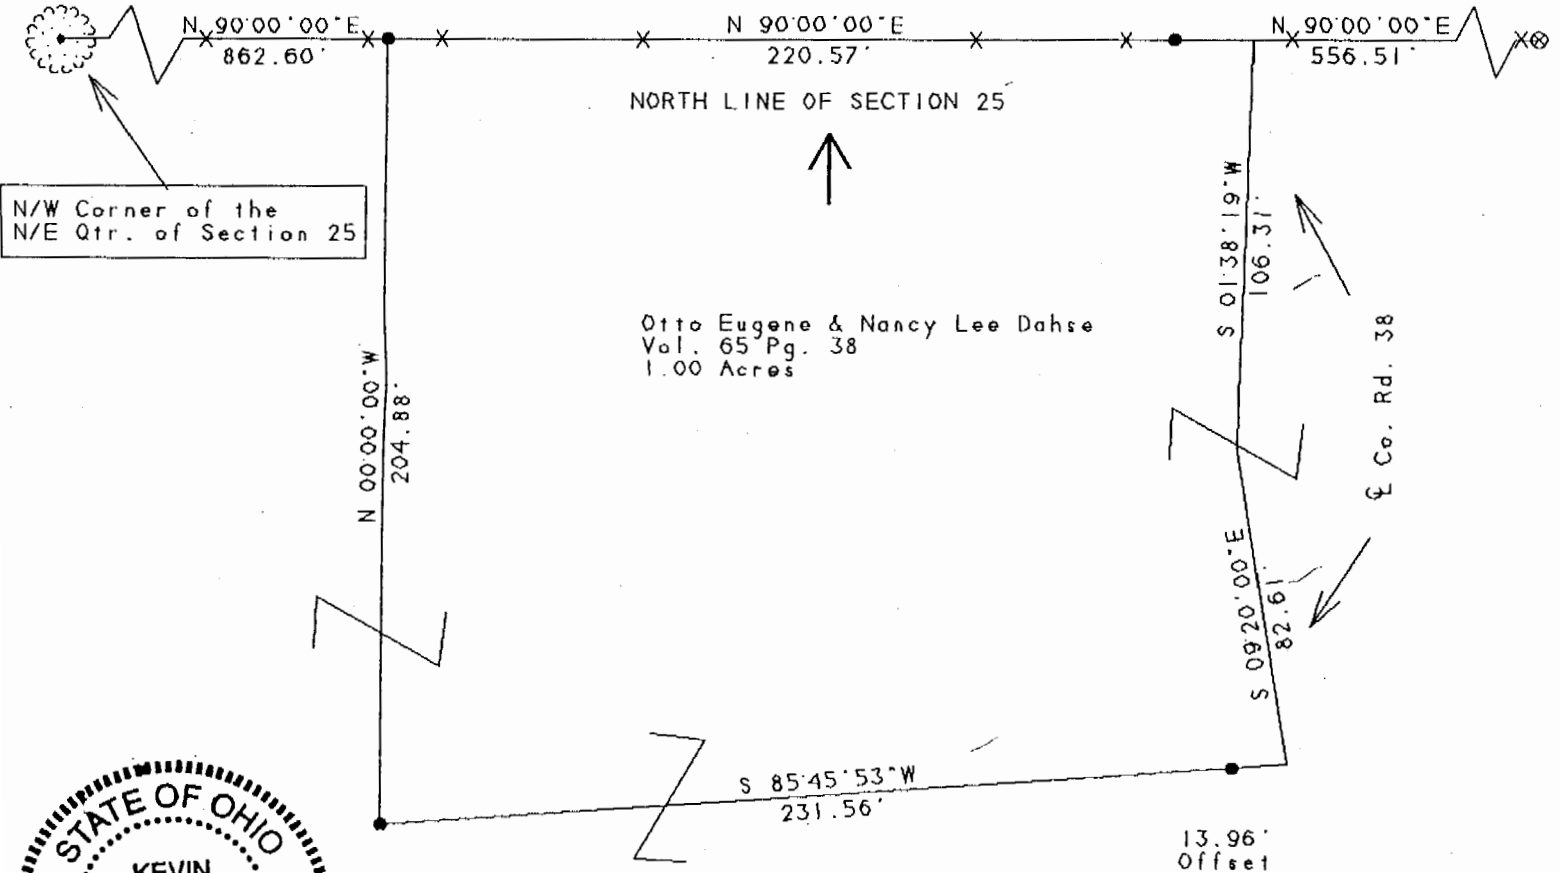 N 90°00'00"E
862.60'
N 90°00'00"E
220.57'
N 90°00'00"E
556.51'
NORTH LINE OF SECTION 25
N/W Corner of the
N/E Qtr. of Section 25
S 01°38'19"W
106.31'
Otto Eugene & Nancy Lee Dahse
Vol. 65 Pg. 38
1.00 Acres
N 00°00'00"W
204.88'
℄ Co. Rd. 38
S 09°20'00"E
82.61'
S 85°45'53"W
231.56'
13.96'
Offset
STATE OF OHIO
KEVIN